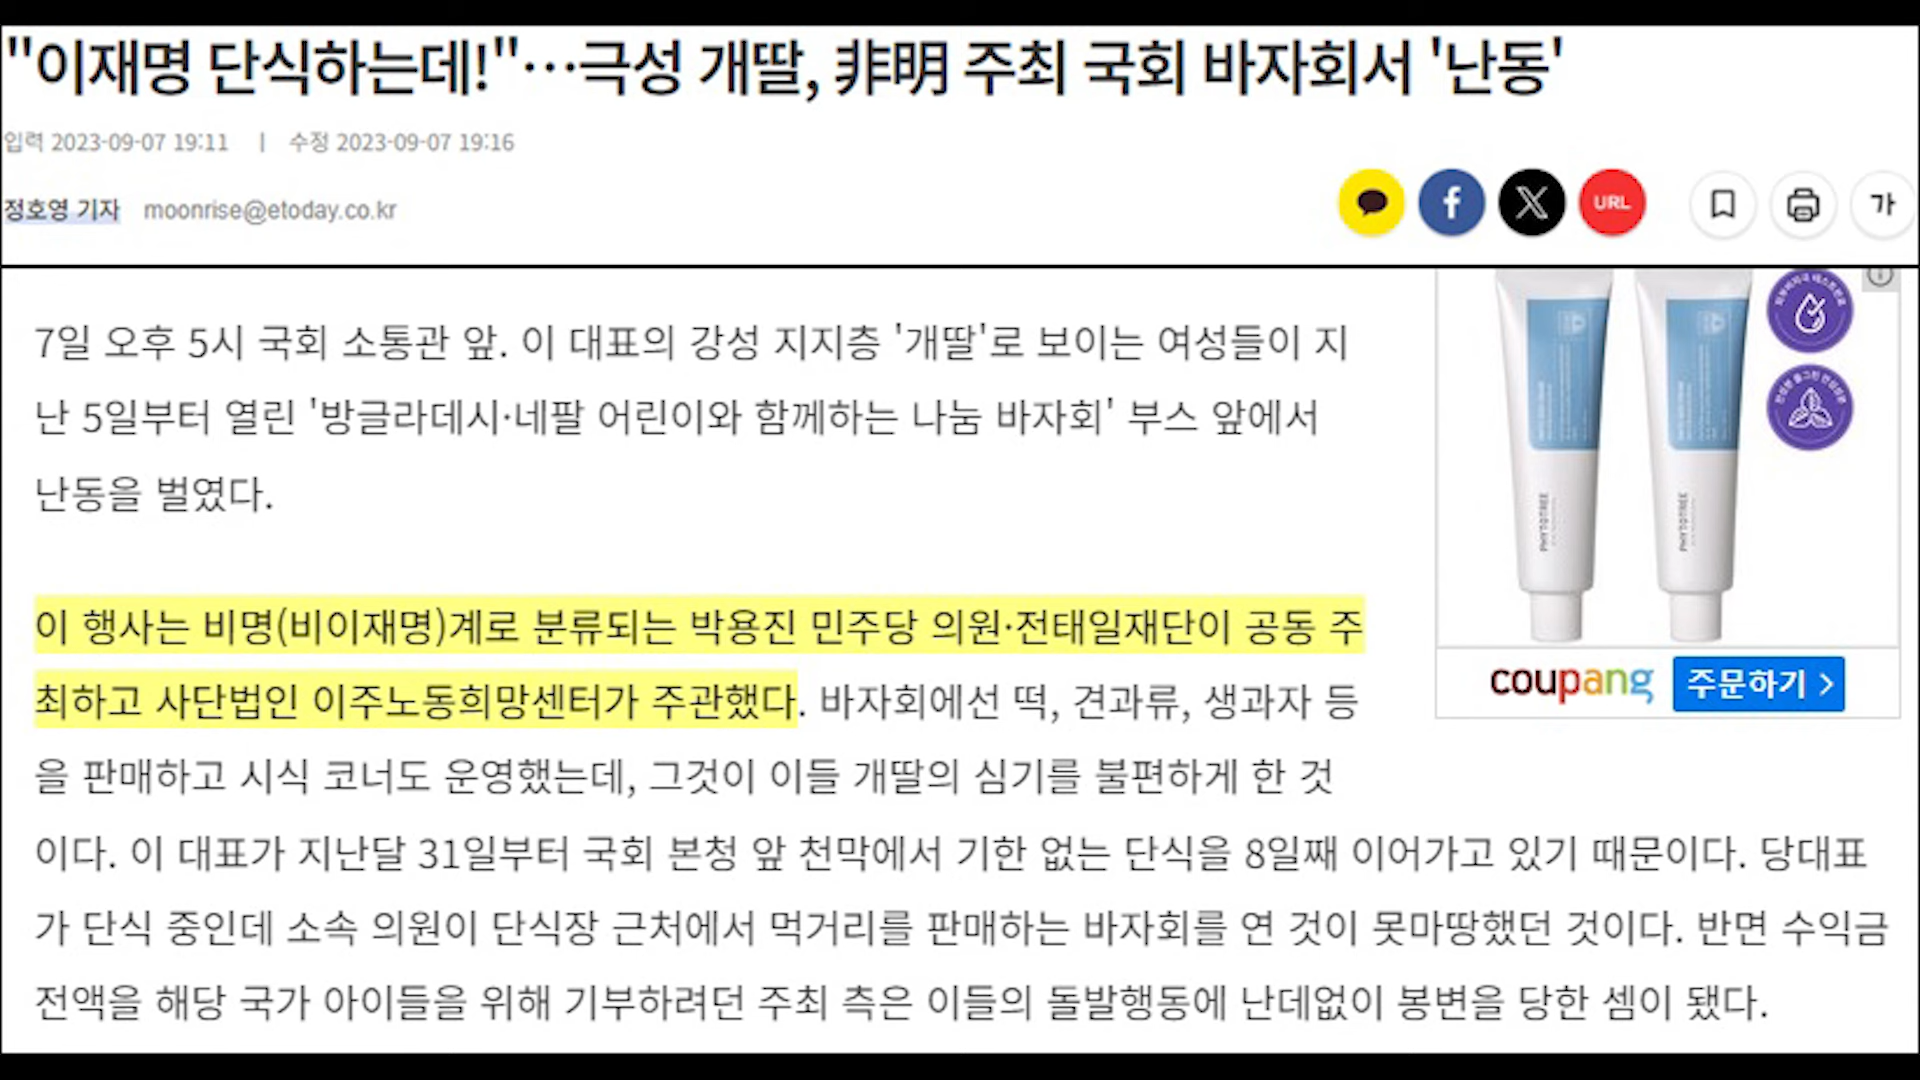 "이재명 단식하는데!"…극성 개딸, 非明 주최 국회 바자회서 '난동'
입력 2023-09-07 19:11 | 수정 2023-09-07 19:16
정호영 기자 moonrise@etoday.co.kr
URL
가
7일 오후 5시 국회 소통관 앞. 이 대표의 강성 지지층 '개딸'로 보이는 여성들이 지
난 5일부터 열린 '방글라데시·네팔 어린이와 함께하는 나눔 바자회' 부스 앞에서
난동을 벌였다.
이 행사는 비명(비이재명)계로 분류되는 박용진 민주당 의원·전태일재단이 공동 주
최하고 사단법인 이주노동희망센터가 주관했다. 바자회에선 떡, 견과류, 생과자 등
을 판매하고 시식 코너도 운영했는데, 그것이 이들 개딸의 심기를 불편하게 한 것
이다. 이 대표가 지난달 31일부터 국회 본청 앞 천막에서 기한 없는 단식을 8일째 이어가고 있기 때문이다. 당대표
가 단식 중인데 소속 의원이 단식장 근처에서 먹거리를 판매하는 바자회를 연 것이 못마땅했던 것이다. 반면 수익금
전액을 해당 국가 아이들을 위해 기부하려던 주최 측은 이들의 돌발행동에 난데없이 봉변을 당한 셈이 됐다.
PHYTOTREE
PHYTOTREE
coupang
주문하기 >